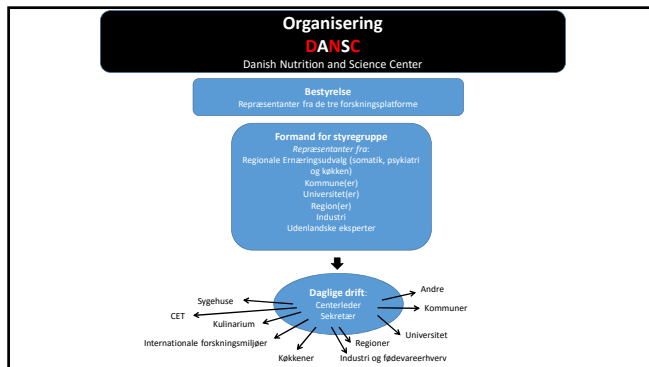 Organisering
DANSC
Danish Nutrition and Science Center
Bestyrelse
Repræsentanter fra de tre forskningsplatforme
Formand for styregruppe
Repræsentanter fra:
Regionale Ernæringsudvalg (somatik, psykiatri
og køkken)
Kommune(er)
Universitet(er)
Region(er)
Industri
Udenlandske eksperter
Daglige drift:
Centerleder
Sekretær
Sygehuse
CET
Kulinarium
Internationale forskningsmiljøer
Køkkener
Industri og fødevareerhverv
Regioner
Universitet
Kommuner
Andre